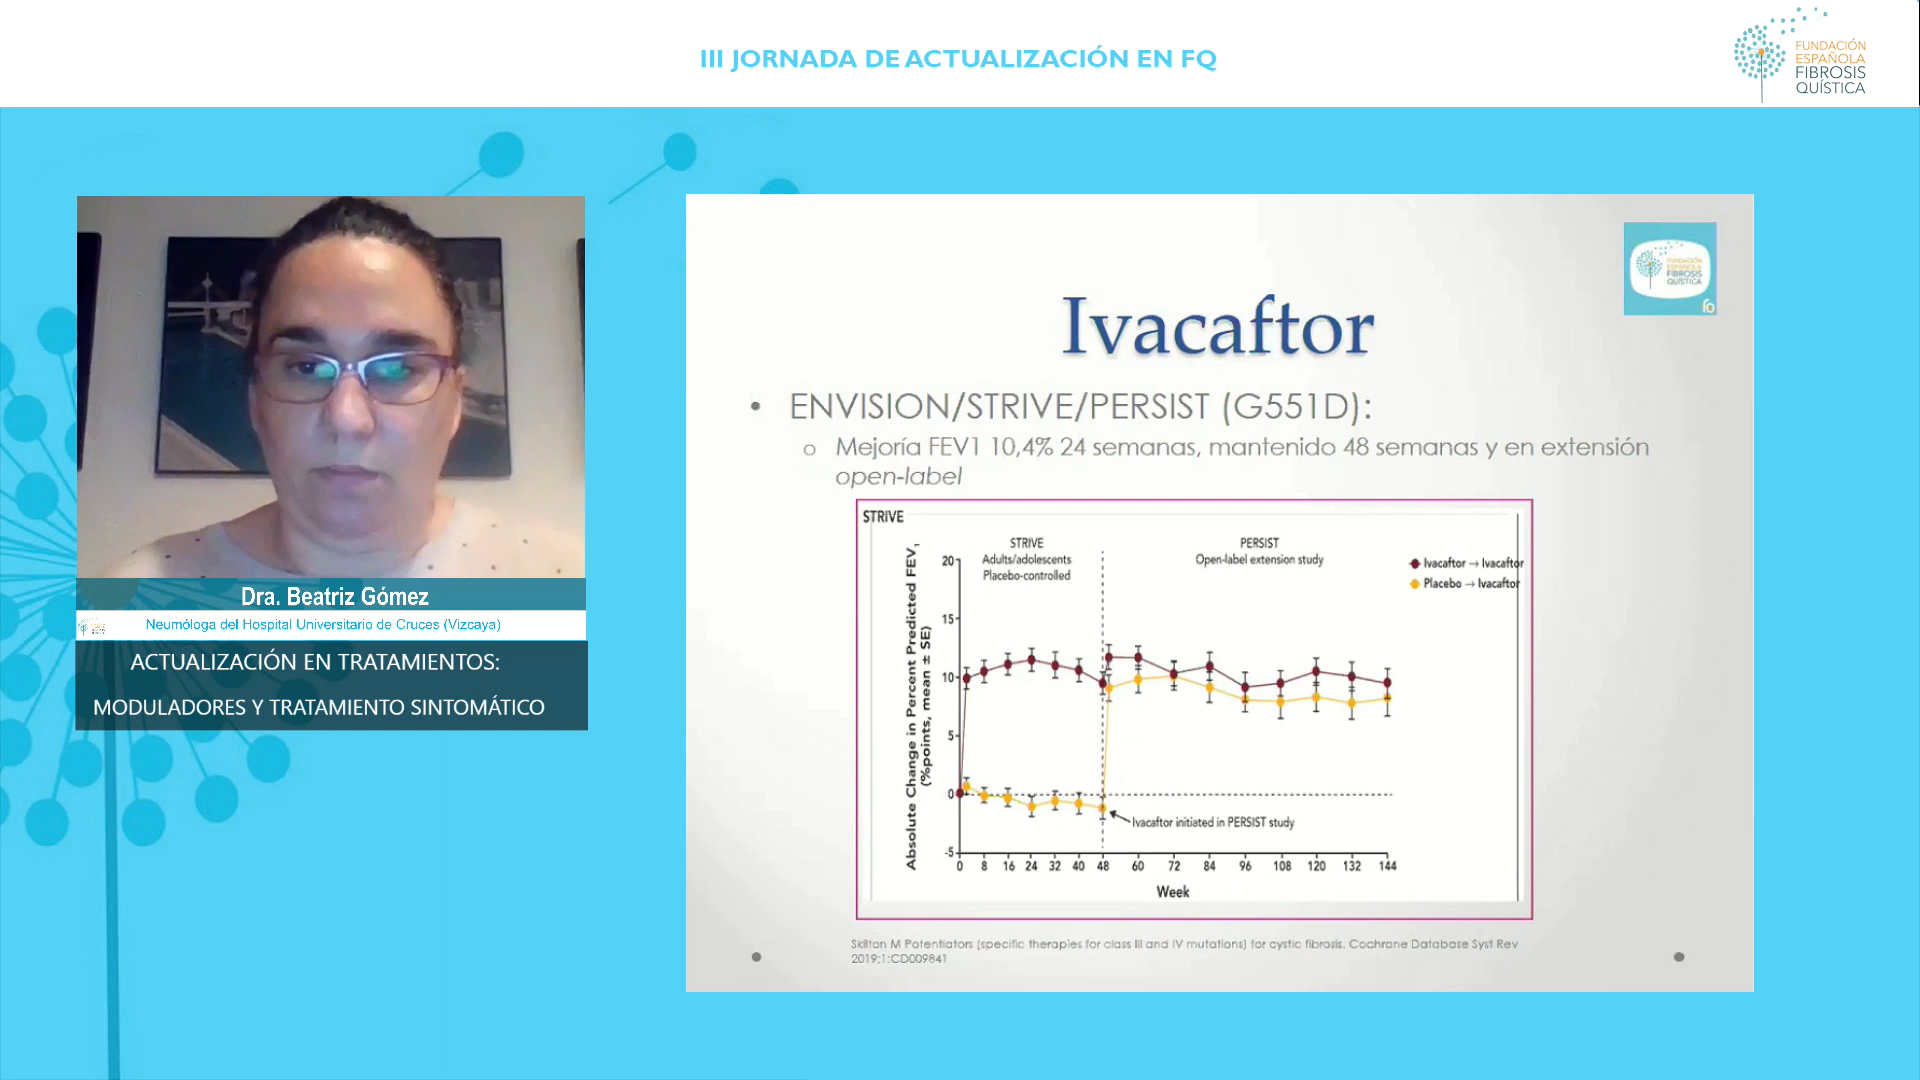 III JORNADA DE ACTUALIZACIÓN EN FQ
FUNDACIÓN
ESPAÑOLA
FIBROSIS
QUÍSTICA
Dra. Beatriz Gómez
Neumóloga del Hospital Universitario de Cruces (Vizcaya)
ACTUALIZACIÓN EN TRATAMIENTOS:
MODULADORES Y TRATAMIENTO SINTOMÁTICO
FUNDACIÓN
ESPAÑOLA
FIBROSIS
QUÍSTICA
fo
Ivacaftor
• ENVISION/STRIVE/PERSIST (G551D):
o Mejoría FEV1 10,4% 24 semanas, mantenido 48 semanas y en extensión
open-label
STRIVE
STRIVE
Adults/adolescents
Placebo-controlled
PERSIST
Open-label extension study
Ivacaftor → Ivacaftor
Placebo → Ivacaftor
Absolute Change in Percent Predicted FEV₁
(%points, mean ± SE)
20
15
10
5
0
-5
Ivacaftor initiated in PERSIST study
0 8 16 24 32 40 48 60 72 84 96 108 120 132 144
Week
Skilton M Potentiators (specific therapies for class III and IV mutations) for cystic fibrosis. Cochrane Database Syst Rev
2019;1:CD009841